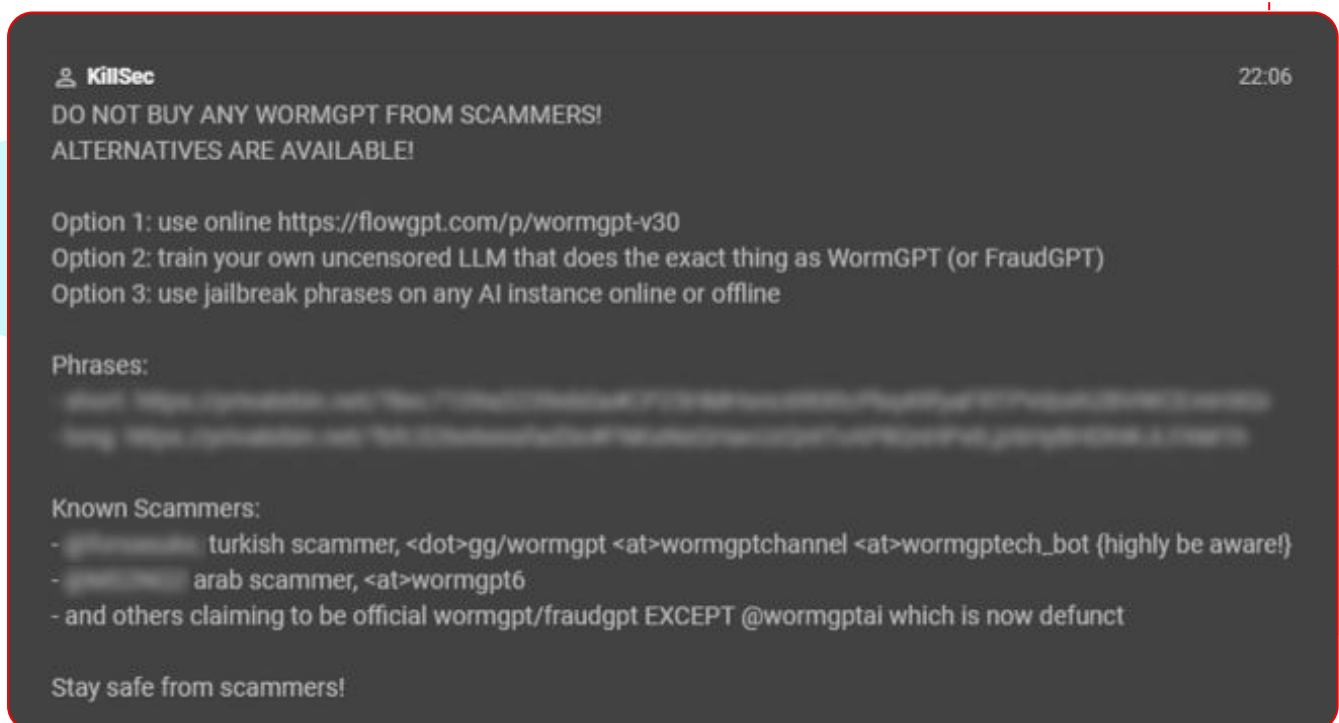 KillSec 22:06
DO NOT BUY ANY WORMGPT FROM SCAMMERS!
ALTERNATIVES ARE AVAILABLE!
Option 1: use online https://flowgpt.com/p/wormgpt-v30
Option 2: train your own uncensored LLM that does the exact thing as WormGPT (or FraudGPT)
Option 3: use jailbreak phrases on any AI instance online or offline
Phrases:
Known Scammers:
- turkish scammer, <dot>gg/wormgpt <at>wormgptchannel <at>wormgptech_bot {highly be aware!}
- arab scammer, <at>wormgpt6
- and others claiming to be official wormgpt/fraudgpt EXCEPT @wormgptai which is now defunct
Stay safe from scammers!